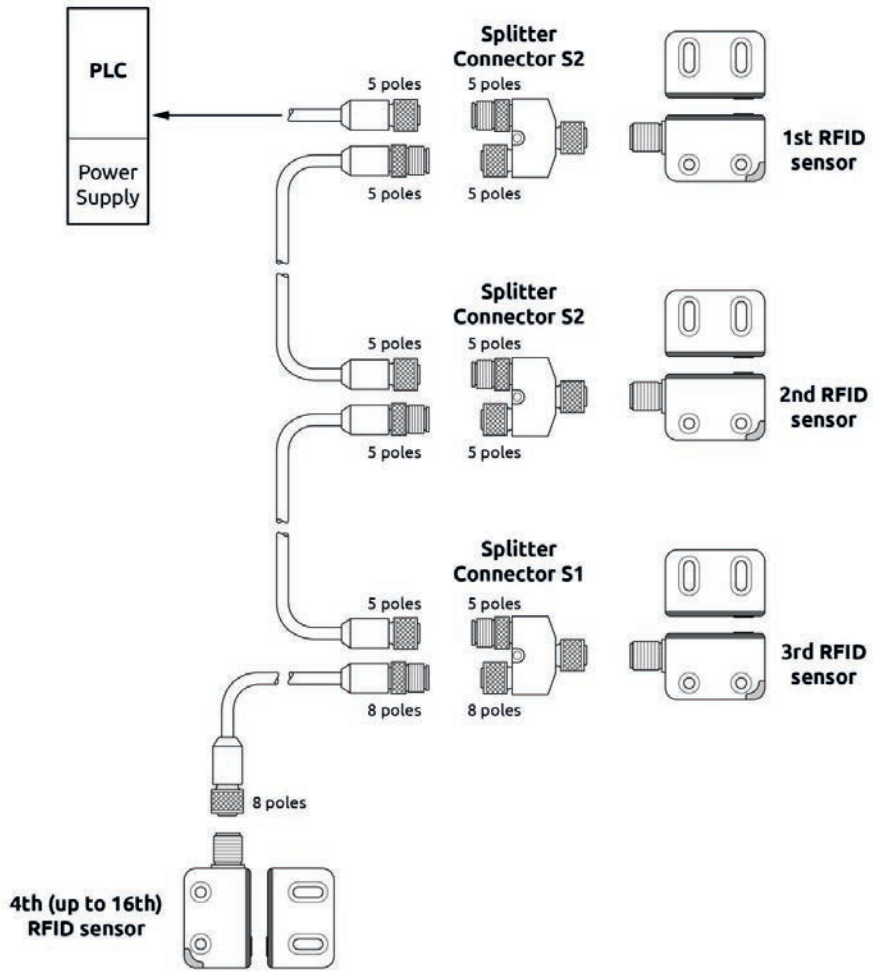 PLC
Power
Supply
5 poles
Splitter
Connector S2
5 poles
1st RFID
sensor
5 poles
5 poles
Splitter
Connector S2
5 poles
5 poles
2nd RFID
sensor
5 poles
5 poles
Splitter
Connector S1
5 poles
5 poles
3rd RFID
sensor
8 poles
8 poles
8 poles
4th (up to 16th)
RFID sensor